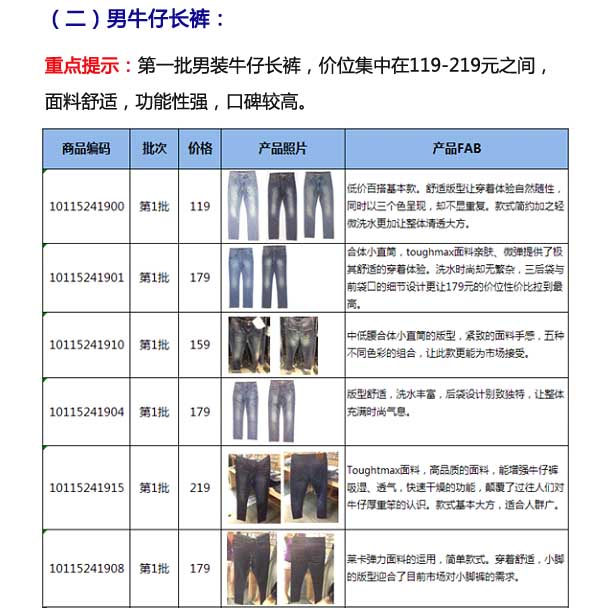 （二）男牛仔长裤：
重点提示：第一批男装牛仔长裤，价位集中在119-219元之间，
面料舒适，功能性强，口碑较高。
商品编码 批次 价格 产品照片 产品FAB
10115241900 第1批 119
低价百搭基本款。舒适版型让穿着体验自然随性，
同时以三个色呈现，却不显重复。款式简约加之轻
微洗水更加让整体清透大方。
10115241901 第1批 179
合体小直筒，toughmax面料亲肤、微弹提供了极
其舒适的穿着体验。洗水时尚却无繁杂，三后袋与
前袋口的细节设计更让179元的价位性价比拉到最
高。
10115241910 第1批 159
中低腰合体小直筒的版型，紧致的面料手感，五种
不同色彩的组合，让此款更能为市场接受。
10115241904 第1批 179
版型舒适，洗水丰富，后袋设计别致独特，让整体
充满时尚气息。
10115241915 第1批 219
Toughtmax面料，高品质的面料，能增强牛仔裤
吸湿、透气，快速干燥的功能，颠覆了过往人们对
牛仔厚重笨的认识。款式基本大方，适合人群广。
10115241908 第1批 179
莱卡弹力面料的运用，简单款式。穿着舒适，小脚
的版型迎合了目前市场对小脚裤的需求。